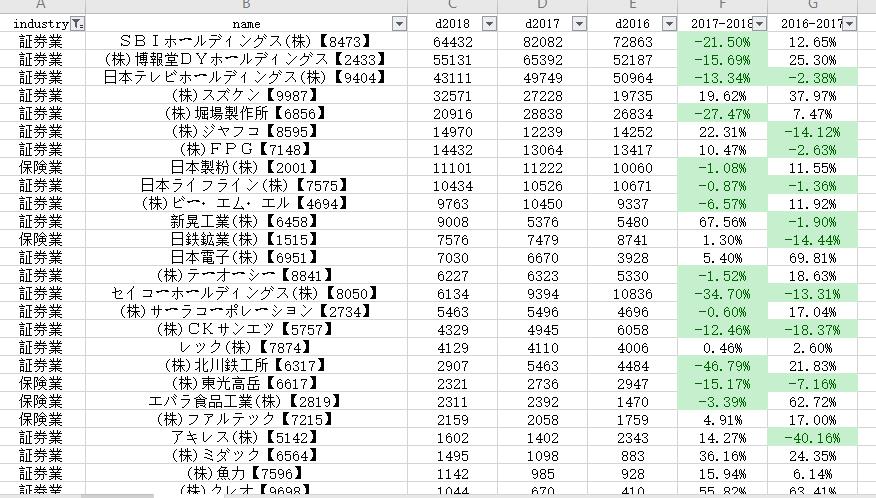 A B C D E F G
industry name d2018 d2017 d2016 2017-2018 2016-2017
証券業 ＳＢＩホールディングス(株)【8473】 64432 82082 72863 -21.50% 12.65%
証券業 (株)博報堂ＤＹホールディングス【2433】 55131 65392 52187 -15.69% 25.30%
証券業 日本テレビホールディングス(株)【9404】 43111 49749 50964 -13.34% -2.38%
証券業 (株)スズケン【9987】 32571 27228 19735 19.62% 37.97%
証券業 (株)堀場製作所【6856】 20916 28838 26834 -27.47% 7.47%
証券業 (株)ジャフコ【8595】 14970 12239 14252 22.31% -14.12%
証券業 (株)ＦＰＧ【7148】 14432 13064 13417 10.47% -2.63%
保険業 日本製粉(株)【2001】 11101 11222 10060 -1.08% 11.55%
証券業 日本ライフライン(株)【7575】 10434 10526 10671 -0.87% -1.36%
証券業 (株)ビー・エム・エル【4694】 9763 10450 9337 -6.57% 11.92%
証券業 新晃工業(株)【6458】 9008 5376 5480 67.56% -1.90%
保険業 日鉄鉱業(株)【1515】 7576 7479 8741 1.30% -14.44%
証券業 日本電子(株)【6951】 7030 6670 3928 5.40% 69.81%
証券業 (株)テーオーシー【8841】 6227 6323 5330 -1.52% 18.63%
証券業 セイコーホールディングス(株)【8050】 6134 9394 10836 -34.70% -13.31%
証券業 (株)サーラコーポレーション【2734】 5463 5496 4696 -0.60% 17.04%
証券業 (株)ＣＫサンエツ【5757】 4329 4945 6058 -12.46% -18.37%
証券業 レック(株)【7874】 4129 4110 4006 0.46% 2.60%
証券業 (株)北川鉄工所【6317】 2907 5463 4484 -46.79% 21.83%
保険業 (株)東光高岳【6617】 2321 2736 2947 -15.17% -7.16%
保険業 エバラ食品工業(株)【2819】 2311 2392 1470 -3.39% 62.72%
保険業 (株)ファルテック【7215】 2159 2058 1759 4.91% 17.00%
証券業 アキレス(株)【5142】 1602 1402 2343 14.27% -40.16%
証券業 (株)ミダック【6564】 1495 1098 883 36.16% 24.35%
証券業 (株)魚力【7596】 1142 985 928 15.94% 6.14%
証券業 (株)クレオ【9698】 1044 670 410 55.82% 63.41%